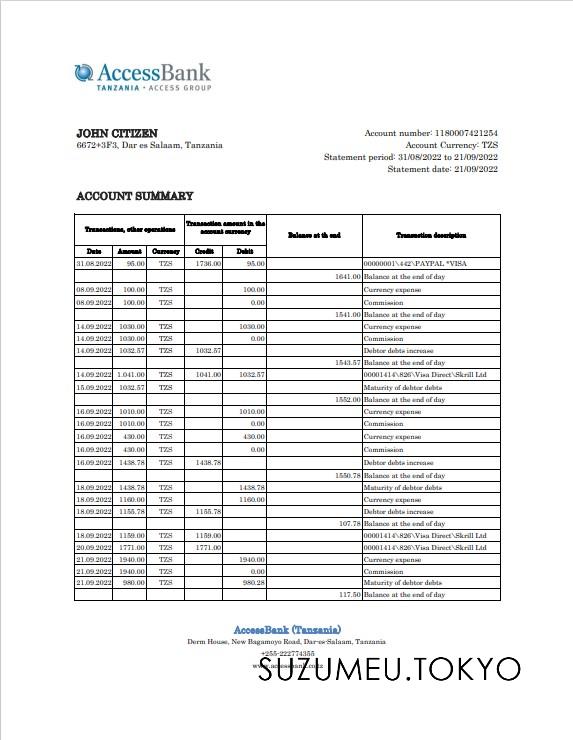 AccessBank
TANZANIA • ACCESS GROUP
JOHN CITIZEN
6672+3F3, Dar es Salaam, Tanzania
Account number: 1180007421254
Account Currency: TZS
Statement period: 31/08/2022 to 21/09/2022
Statement date: 21/09/2022
ACCOUNT SUMMARY
Transactions, other operations | Transaction amount in the account currency | Balance at th end | Transnction description
Date | Amount | Currency | Credit | Debit
31.08.2022 95.00 TZS 1736.00 95.00 00000001\442\PAYPAL *VISA
1641.00 Balance at the end of day
08.09.2022 100.00 TZS 100.00 Currency expense
08.09.2022 100.00 TZS 0.00 Commission
1541.00 Balance at the end of day
14.09.2022 1030.00 TZS 1030.00 Currency expense
14.09.2022 1030.00 TZS 0.00 Commission
14.09.2022 1032.57 TZS 1032.57 Debtor debts increase
1543.57 Balance at the end of day
14.09.2022 1.041.00 TZS 1041.00 1032.57 00001414\826\Visa Direct\Skrill Ltd
15.09.2022 1032.57 TZS Maturity of debtor debts
1552.00 Balance at the end of day
16.09.2022 1010.00 TZS 1010.00 Currency expense
16.09.2022 1010.00 TZS 0.00 Commission
16.09.2022 430.00 TZS 430.00 Currency expense
16.09.2022 430.00 TZS 0.00 Commission
16.09.2022 1438.78 TZS 1438.78 Debtor debts increase
1550.78 Balance at the end of day
18.09.2022 1438.78 TZS 1438.78 Maturity of debtor debts
18.09.2022 1160.00 TZS 1160.00 Currency expense
18.09.2022 1155.78 TZS 1155.78 Debtor debts increase
107.78 Balance at the end of day
18.09.2022 1159.00 TZS 1159.00 00001414\826\Visa Direct\Skrill Ltd
20.09.2022 1771.00 TZS 1771.00 00001414\826\Visa Direct\Skrill Ltd
21.09.2022 1940.00 TZS 1940.00 Currency expense
21.09.2022 1940.00 TZS 0.00 Commission
21.09.2022 980.00 TZS 980.28 Maturity of debtor debts
117.50 Balance at the end of day
AccessBank (Tanzania)
Derm House, New Bagamoyo Road, Dar-es-Salaam, Tanzania
+255-222774355
SUZUMEU.TOKYO